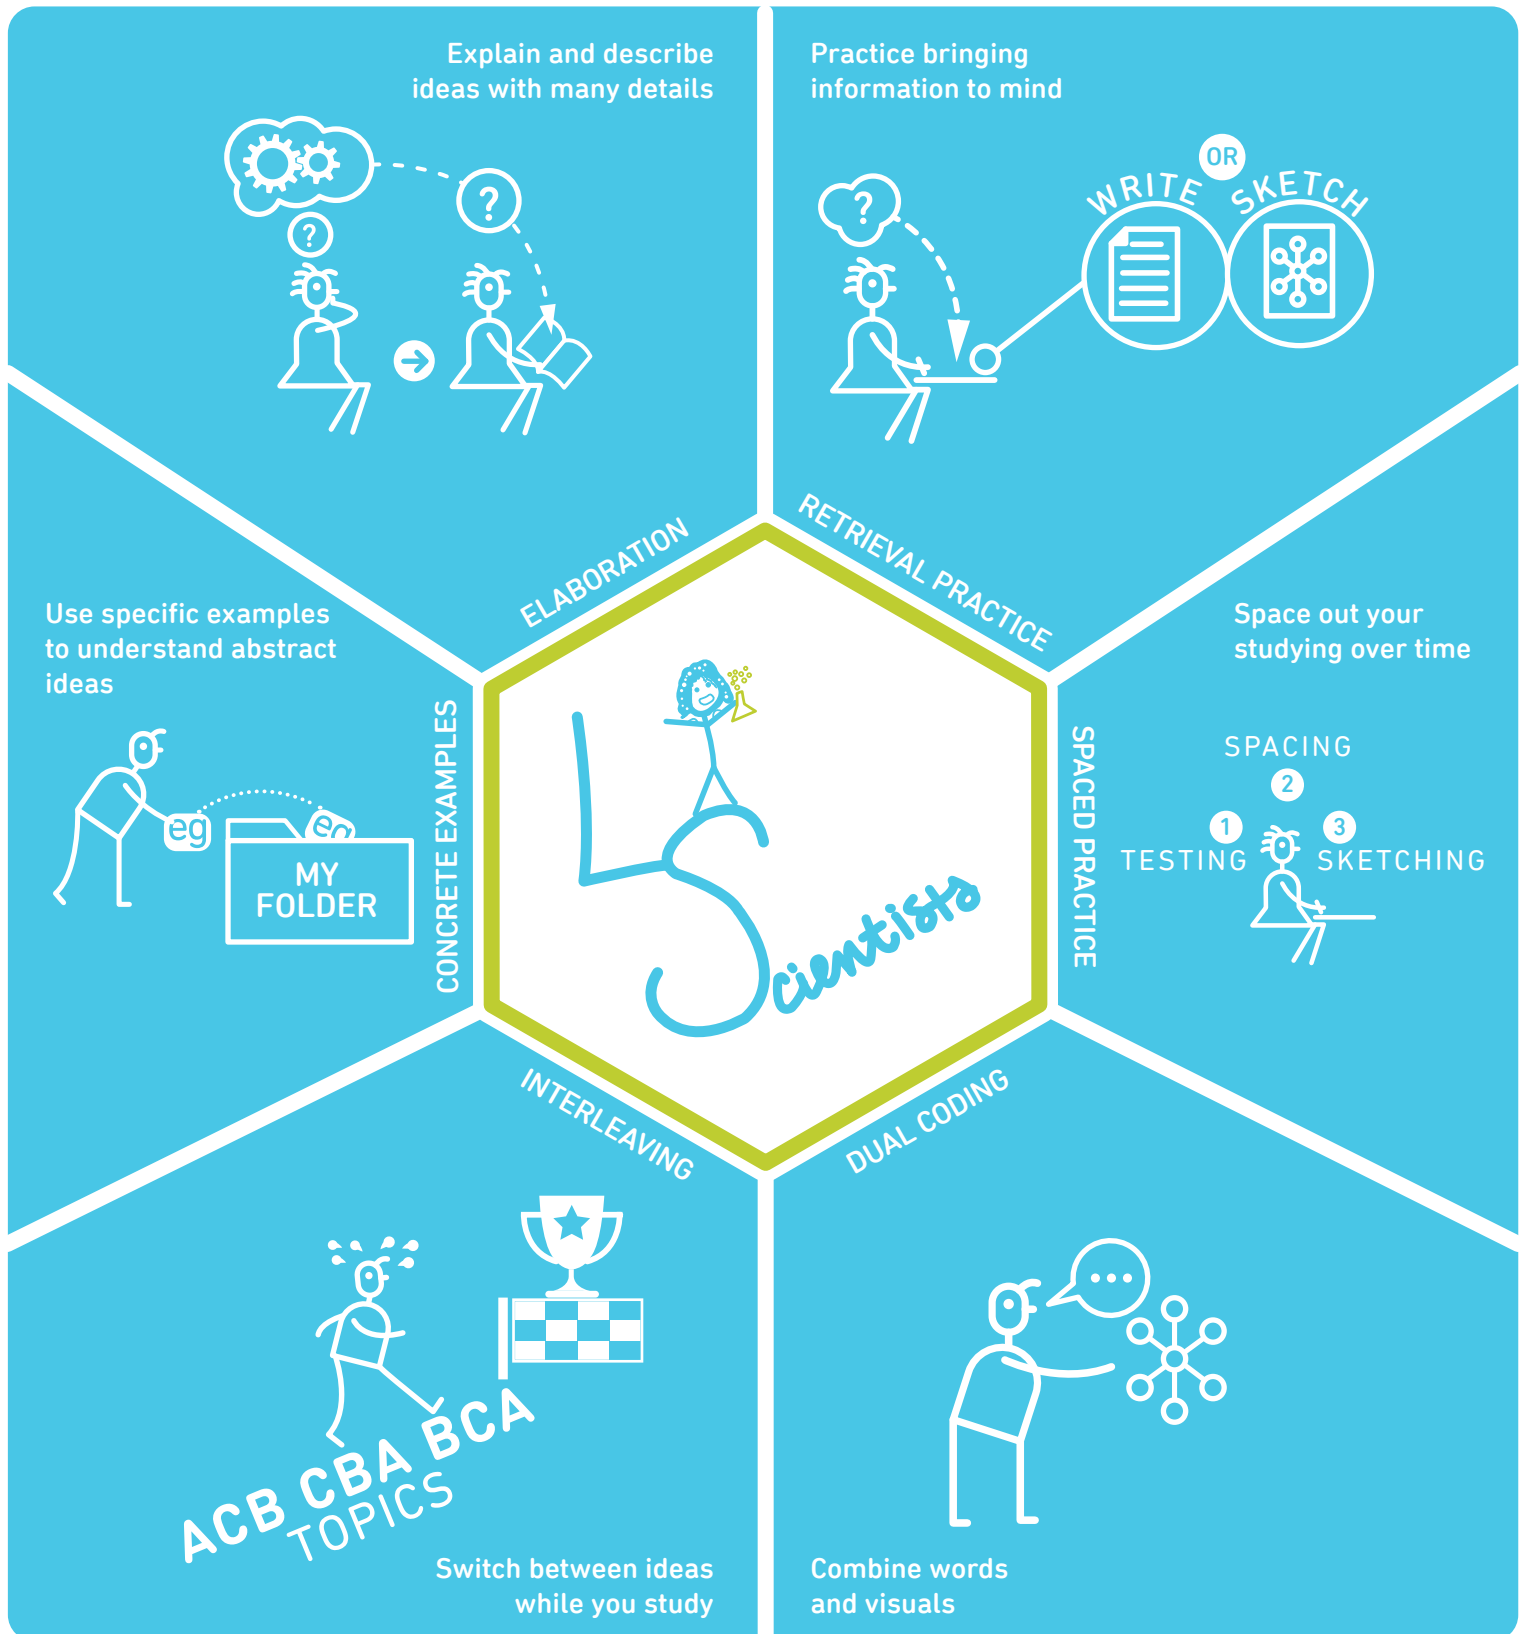 Explain and describe
ideas with many details
?
?
ELABORATION
Practice bringing
information to mind
?
OR
WRITE
SKETCH
RETRIEVAL PRACTICE
Use specific examples
to understand abstract
ideas
eg
eg
MY
FOLDER
CONCRETE EXAMPLES
LS
cientists
Space out your
studying over time
SPACING
2
1
3
TESTING
SKETCHING
SPACED PRACTICE
INTERLEAVING
ACB CBA BCA
TOPICS
Switch between ideas
while you study
DUAL CODING
Combine words
and visuals